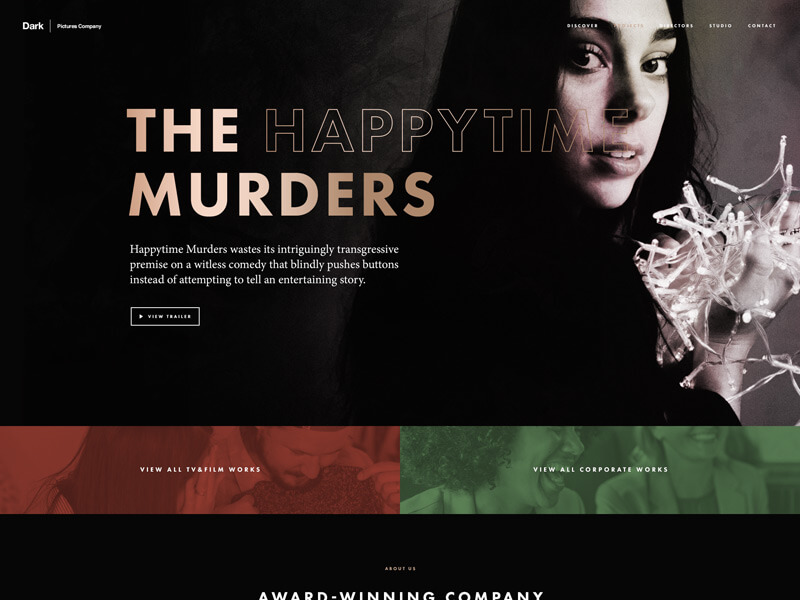 Dark | Pictures Company
DISCOVER PROJECTS DIRECTORS STUDIO CONTACT
THE HAPPYTIME
MURDERS
Happytime Murders wastes its intriguingly transgressive
premise on a witless comedy that blindly pushes buttons
instead of attempting to tell an entertaining story.
VIEW TRAILER
VIEW ALL TV&FILM WORKS
VIEW ALL CORPORATE WORKS
ABOUT US
AWARD-WINNING COMPANY